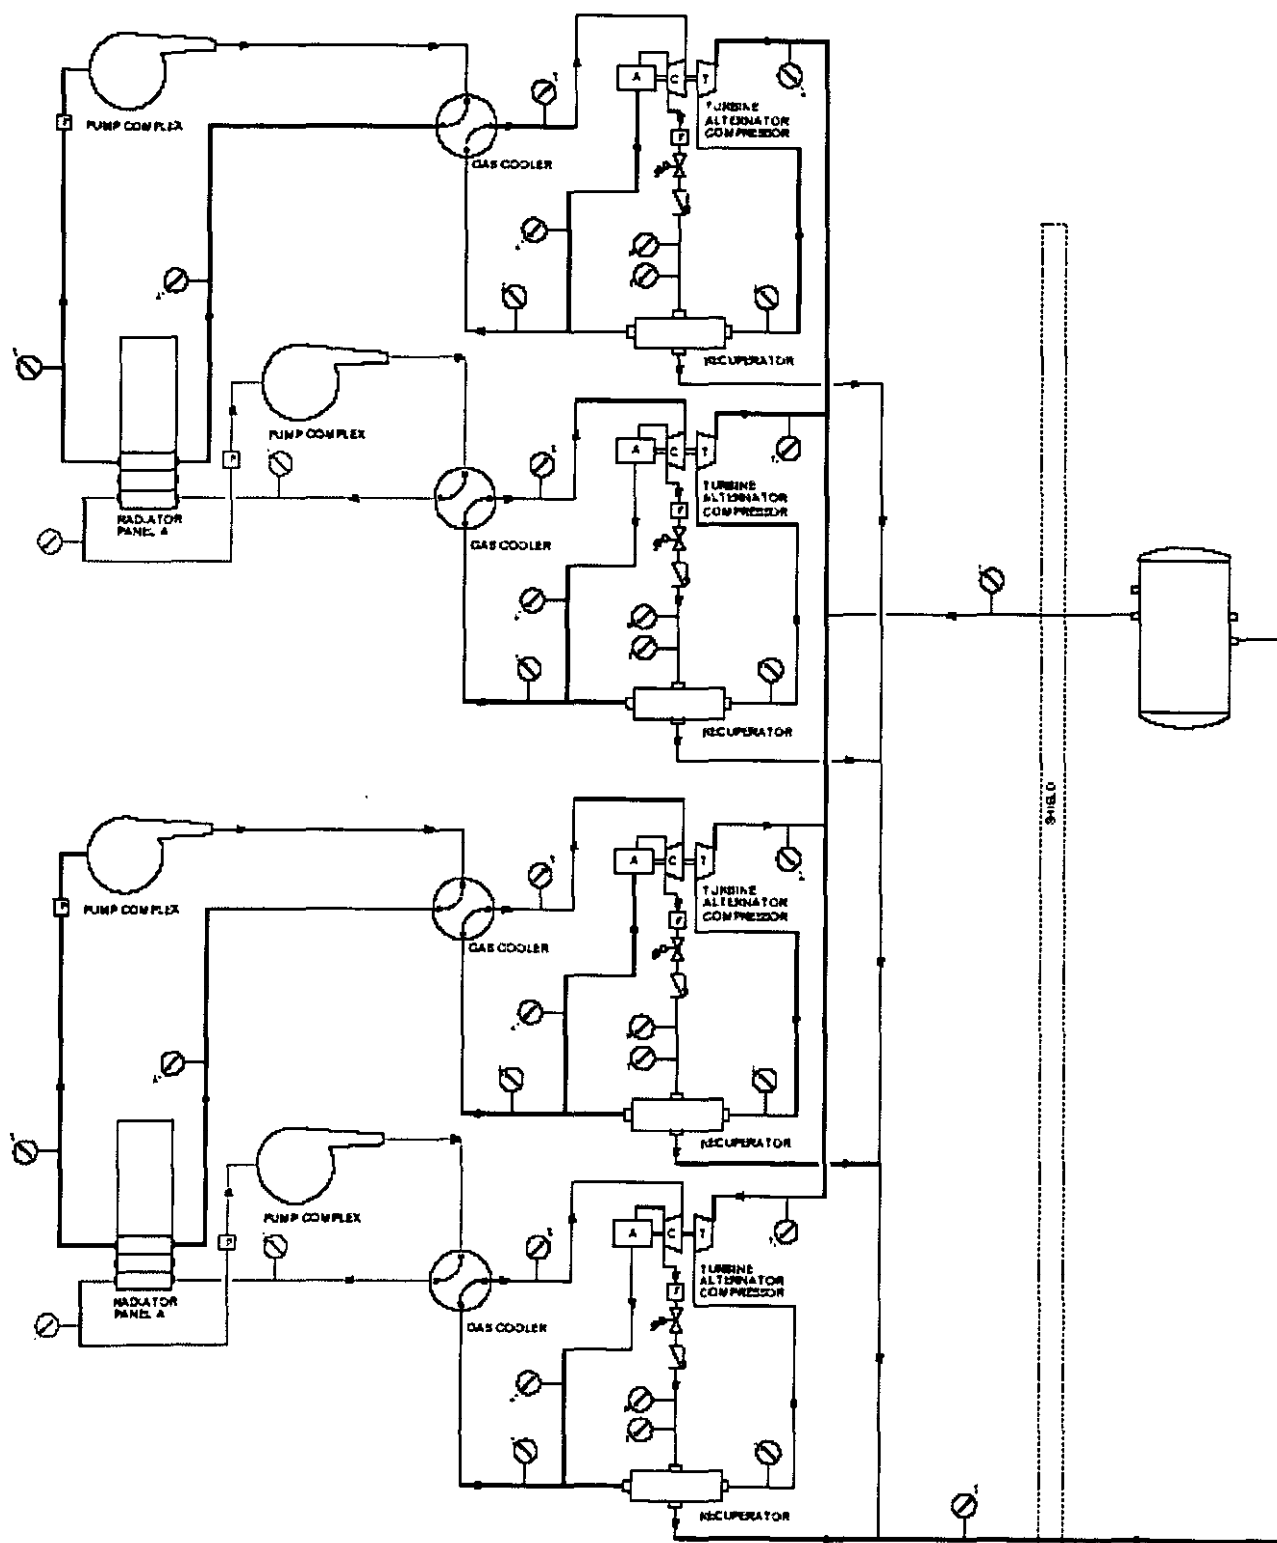 A
C
T
PUMP COMPLEX
TURBINE
ALTERNATOR
COMPRESSOR
GAS COOLER
RECUPERATOR
PUMP COMPLEX
A
C
T
RADIATOR
PANEL A
TURBINE
ALTERNATOR
COMPRESSOR
GAS COOLER
RECUPERATOR
SHIELD
A
C
T
PUMP COMPLEX
TURBINE
ALTERNATOR
COMPRESSOR
GAS COOLER
RECUPERATOR
PUMP COMPLEX
A
C
T
RADIATOR
PANEL A
TURBINE
ALTERNATOR
COMPRESSOR
GAS COOLER
RECUPERATOR